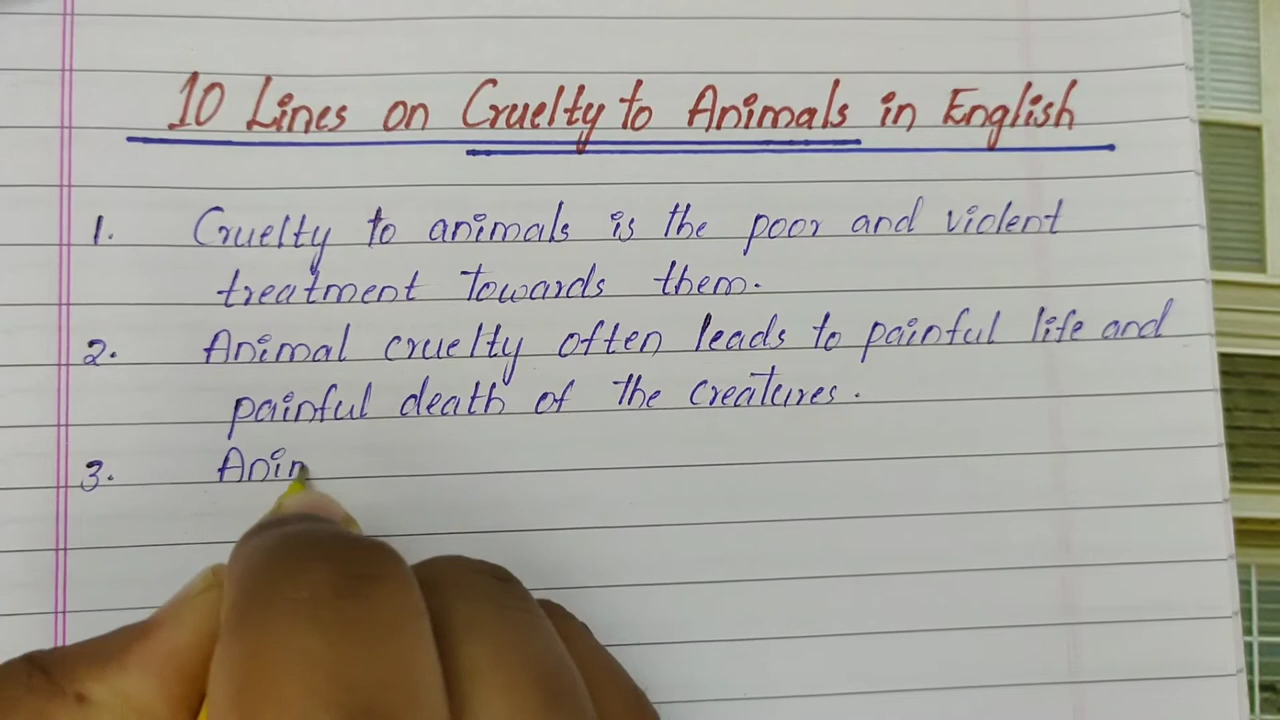 10 Lines on Cruelty to Animals in English
1. Cruelty to animals is the poor and violent
treatment towards them.
2. Animal cruelty often leads to painful life and
painful death of the creatures.
3. Anim